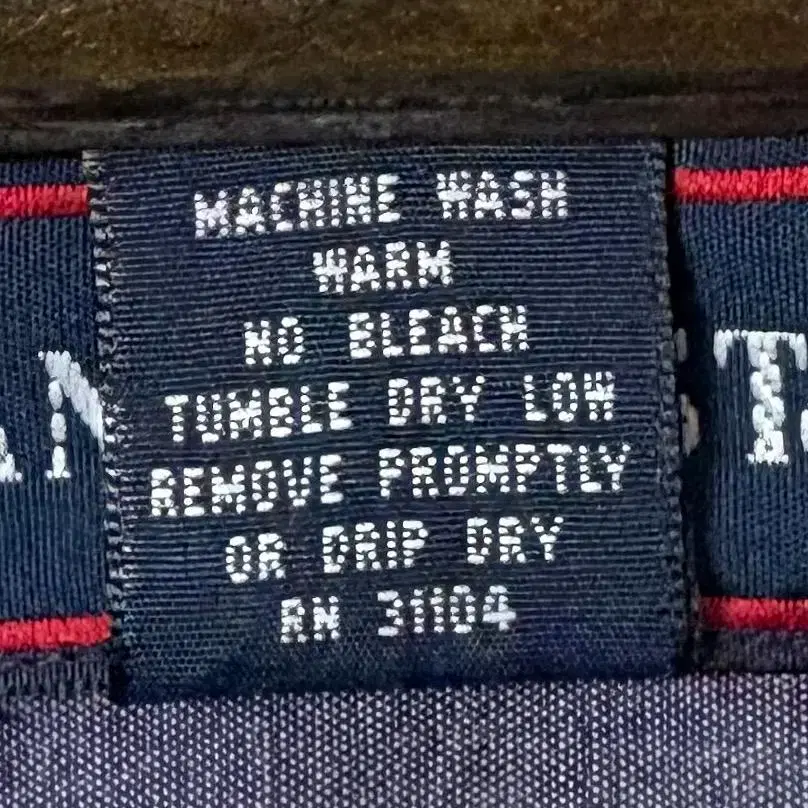 MACHINE WASH
WARM
NO BLEACH
TUMBLE DRY LOW
REMOVE PROMPTLY
OR DRIP DRY
RN 31104